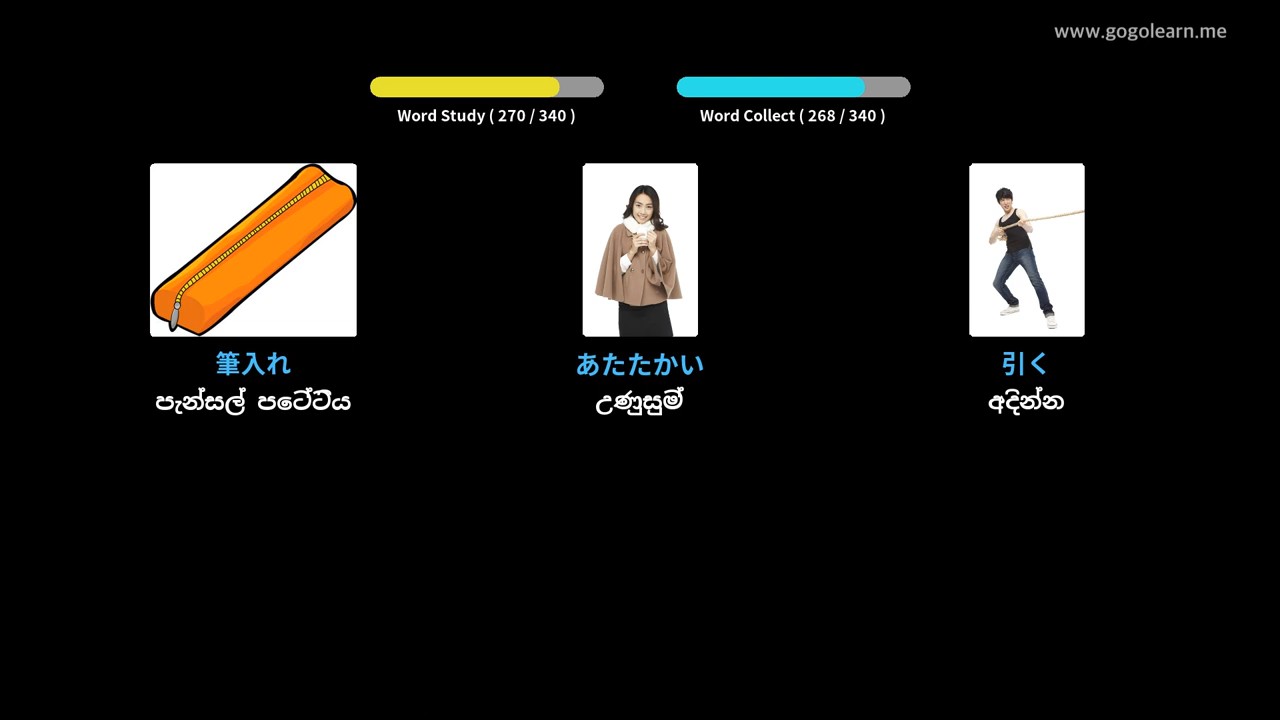 www.gogolearn.me
Word Study ( 270 / 340 )
Word Collect ( 268 / 340 )
筆入れ
පැන්සල් පෙට්ටිය
あたたかい
උණුසුම්
引く
අදින්න